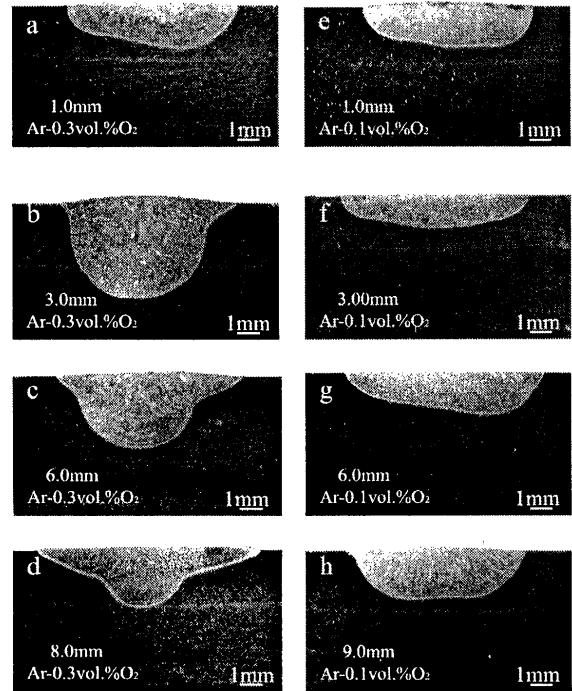 a
1.0mm
Ar-0.3vol.%O₂
1mm
b
3.0mm
Ar-0.3vol.%O₂
1mm
c
6.0mm
Ar-0.3vol.%O₂
1mm
d
8.0mm
Ar-0.3vol.%O₂
1mm
e
1.0mm
Ar-0.1vol.%O₂
1mm
f
3.00mm
Ar-0.1vol.%O₂
1mm
g
6.0mm
Ar-0.1vol.%O₂
1mm
h
9.0mm
Ar-0.1vol.%O₂
1mm